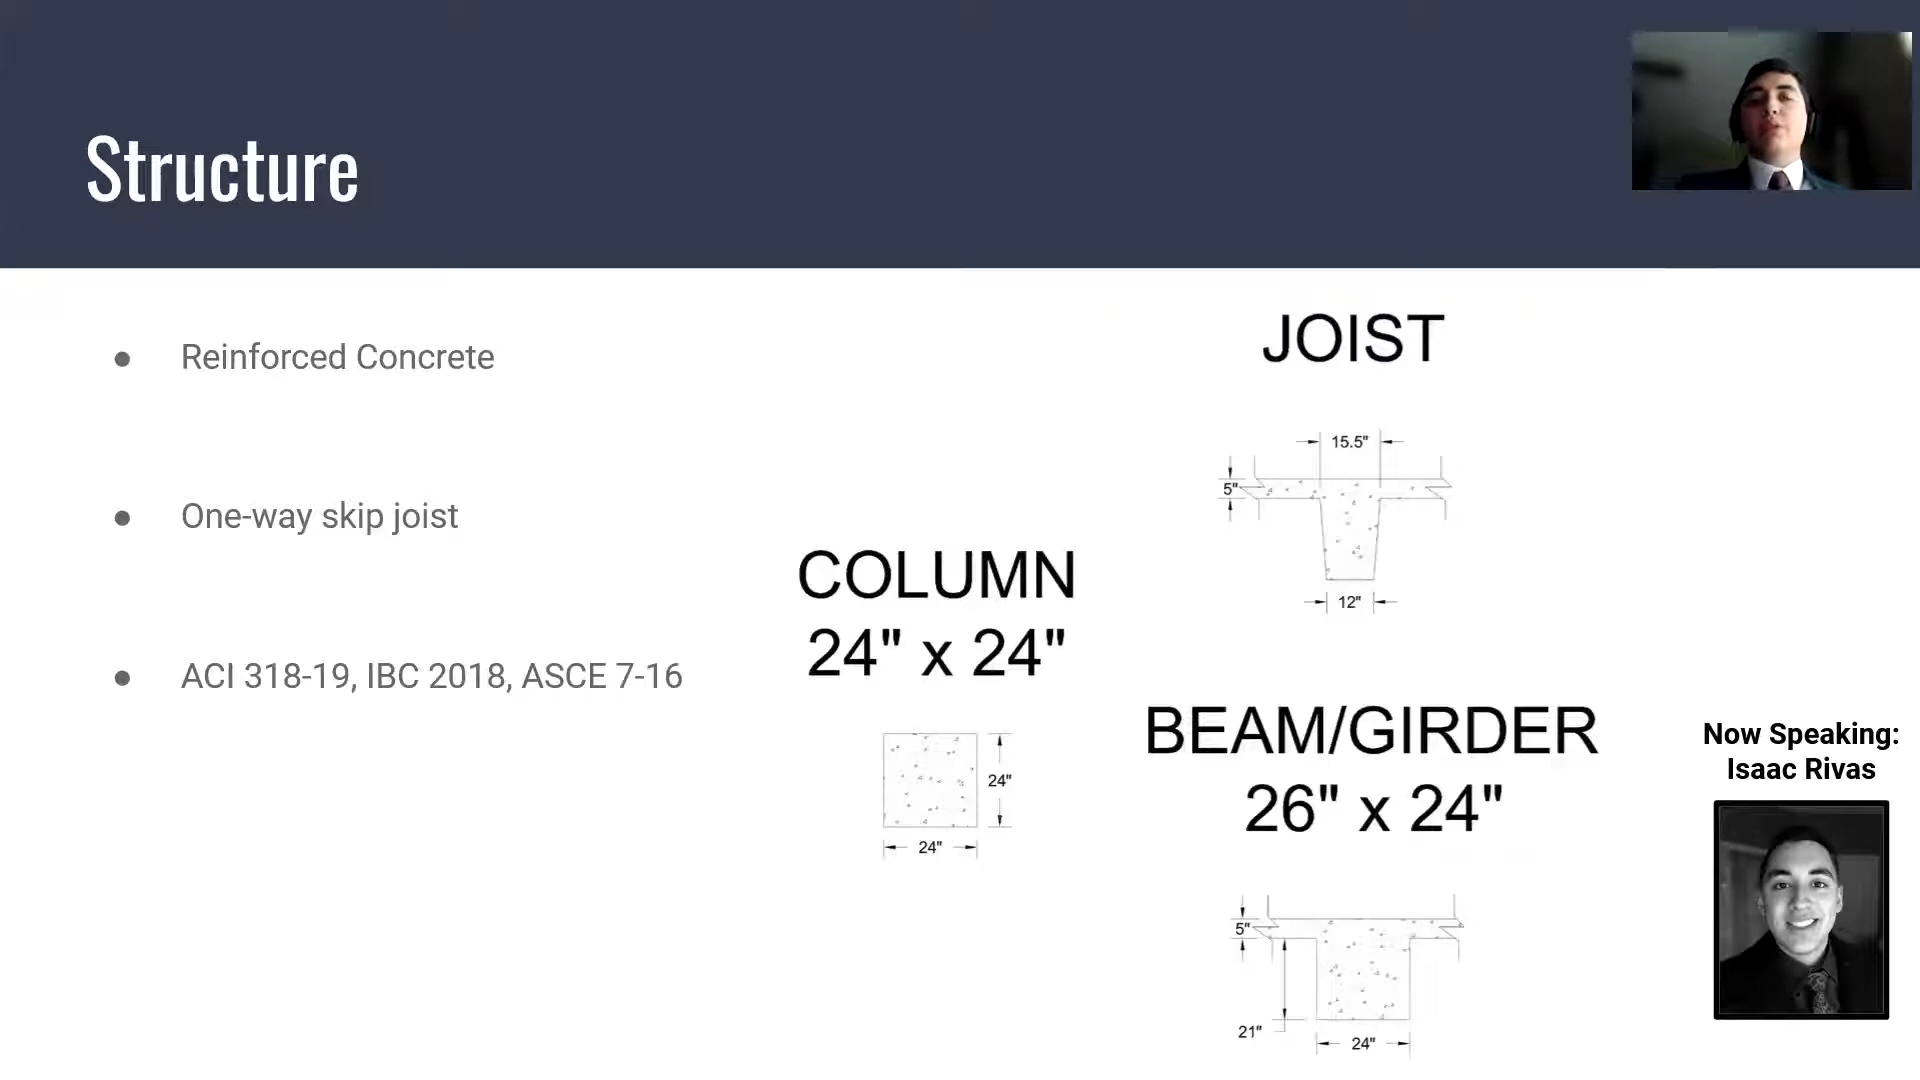 Structure
● Reinforced Concrete
● One-way skip joist
● ACI 318-19, IBC 2018, ASCE 7-16
JOIST
15.5"
5"
12"
COLUMN
24" x 24"
24"
24"
BEAM/GIRDER
26" x 24"
5"
21"
24"
Now Speaking:
Isaac Rivas